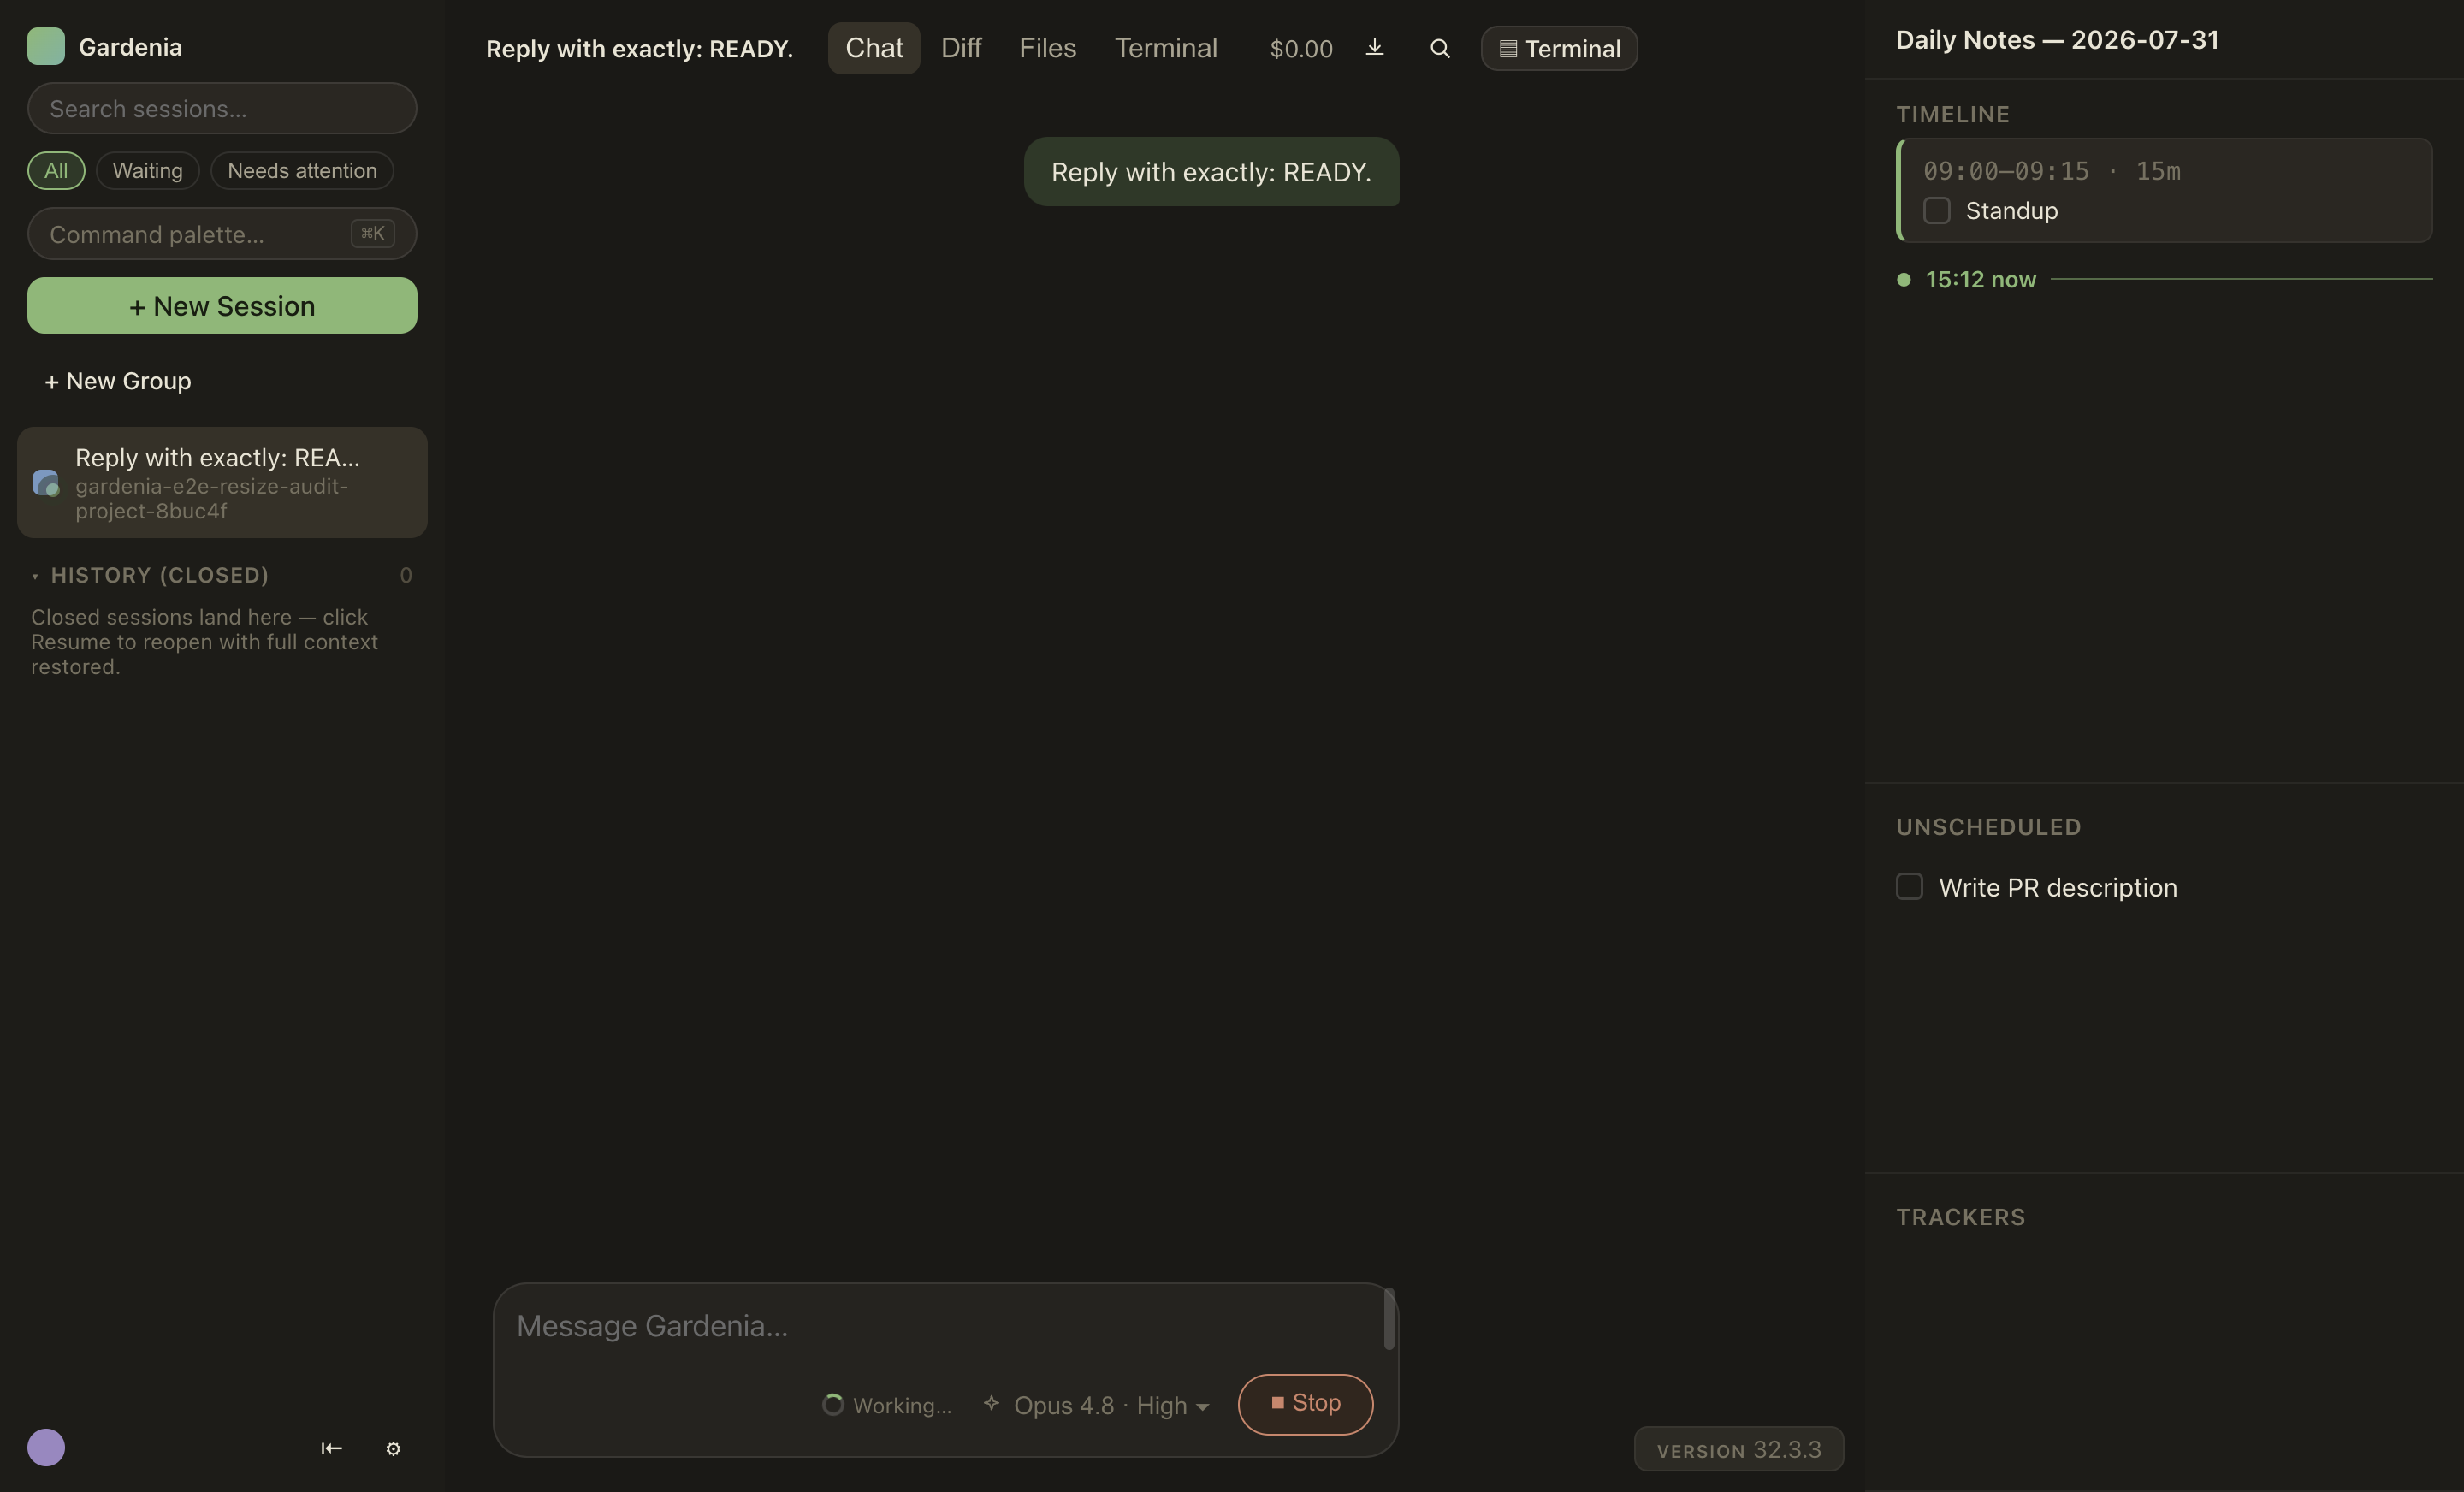 Gardenia
Search sessions...
All
Waiting
Needs attention
Command palette...
⌘K
+ New Session
+ New Group
Reply with exactly: REA...
gardenia-e2e-resize-audit-
project-8buc4f
HISTORY (CLOSED)
0
Closed sessions land here — click
Resume to reopen with full context
restored.
Reply with exactly: READY.
Chat
Diff
Files
Terminal
$0.00
Terminal
Reply with exactly: READY.
Message Gardenia...
Working...
Opus 4.8 · High
Stop
VERSION 32.3.3
Daily Notes — 2026-07-31
TIMELINE
09:00–09:15 · 15m
Standup
15:12 now
UNSCHEDULED
Write PR description
TRACKERS